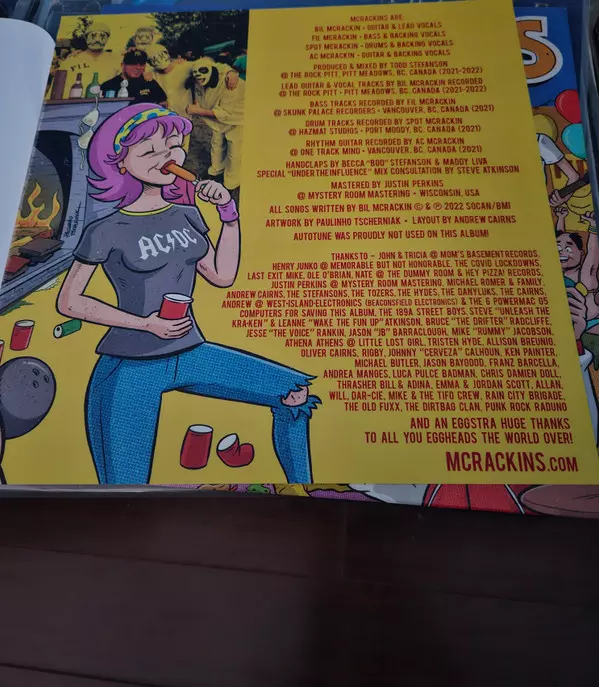 MCRACKINS ARE:
BIL MCRACKIN • GUITAR & LEAD VOCALS
FIL MCRACKIN • BASS & BACKING VOCALS
SPOT MCRACKIN • DRUMS & BACKING VOCALS
AC MCRACKIN • GUITAR & BACKING VOCALS
PRODUCED & MIXED BY TODD STEFANSON
@ THE ROCK PITT, PITT MEADOWS, BC, CANADA (2021-2022)
LEAD GUITAR & VOCAL TRACKS BY BIL MCRACKIN RECORDED
@ THE ROCK PITT • PITT MEADOWS, BC, CANADA (2021-2022)
BASS TRACKS RECORDED BY FIL MCRACKIN
@ SKUNK PALACE RECORDERS • VANCOUVER, BC, CANADA (2021)
DRUM TRACKS RECORDED BY SPOT MCRACKIN
@ HAZMAT STUDIOS • PORT MOODY, BC, CANADA (2021)
RHYTHM GUITAR RECORDED BY AC MCRACKIN
@ ONE TRACK MIND • VANCOUVER, BC, CANADA (2021)
HANDCLAPS BY BECCA "BOO" STEFANSON & MADDY LIVA
SPECIAL "UNDERTHEINFLUENCE" MIX CONSULTATION BY STEVE ATKINSON
MASTERED BY JUSTIN PERKINS
@ MYSTERY ROOM MASTERING • WISCONSIN, USA
ALL SONGS WRITTEN BY BIL MCRACKIN © & ℗ 2022 SOCAN/BMI
ARTWORK BY PAULINHO TSCHERNIAK • LAYOUT BY ANDREW CAIRNS
AUTOTUNE WAS PROUDLY NOT USED ON THIS ALBUM!
THANKSTO - JOHN & TRICIA @ MOM'S BASEMENTRECORDS,
HENRY JUNKO @ MEMORABLE BUT NOT HONORABLE, THE COVID LOCKDOWNS,
LAST EXIT MIKE, OLE O'BRIAN, NATE @ THE DUMMY ROOM & HEY PIZZA! RECORDS,
JUSTIN PERKINS @ MYSTERY ROOM MASTERING, MICHAEL ROMER & FAMILY,
ANDREW CAIRNS, THE STEFANSONS, THE TOZERS, THE HYDES, THE DANYLUKS, THE CAIRNS,
ANDREW @ WEST-ISLAND-ELECTRONICS (BEACONSFIELD ELECTRONICS) & THE G POWERMAC G5
COMPUTERS FOR SAVING THIS ALBUM, THE 189A STREET BOYS, STEVE "UNLEASH THE
KRA-KEN" & LEANNE "WAKE THE FUN UP" ATKINSON, BRUCE "THE DRIFTER" RADCLIFFE,
JESSE "THE VOICE" RANKIN, JASON "JB" BARRACLOUGH, MIKE "RUMMY" JACOBSON,
ATHENA ATHENS @ LITTLE LOST GIRL, TRISTEN HYDE, ALLISON BREUNIG,
OLIVER CAIRNS, RIGBY, JOHNNY "CERVEZA" CALHOUN, KEN PAINTER,
MICHAEL BUTLER, JASON BAYGOOD, FRANZ BARCELLA,
ANDREA MANGES, LUCA PULCE BADMAN, CHRIS DAMIEN DOLL,
THRASHER BILL & ADINA, EMMA & JORDAN SCOTT, ALLAN,
WILL, DAR-CIE, MIKE & THE TIFO CREW, RAIN CITY BRIGADE,
THE OLD FUXX, THE DIRTBAG CLAN, PUNK ROCK RADUNO
AND AN EGGSTRA HUGE THANKS
TO ALL YOU EGGHEADS THE WORLD OVER!
MCRACKINS.COM
FIL
AC/DC
S